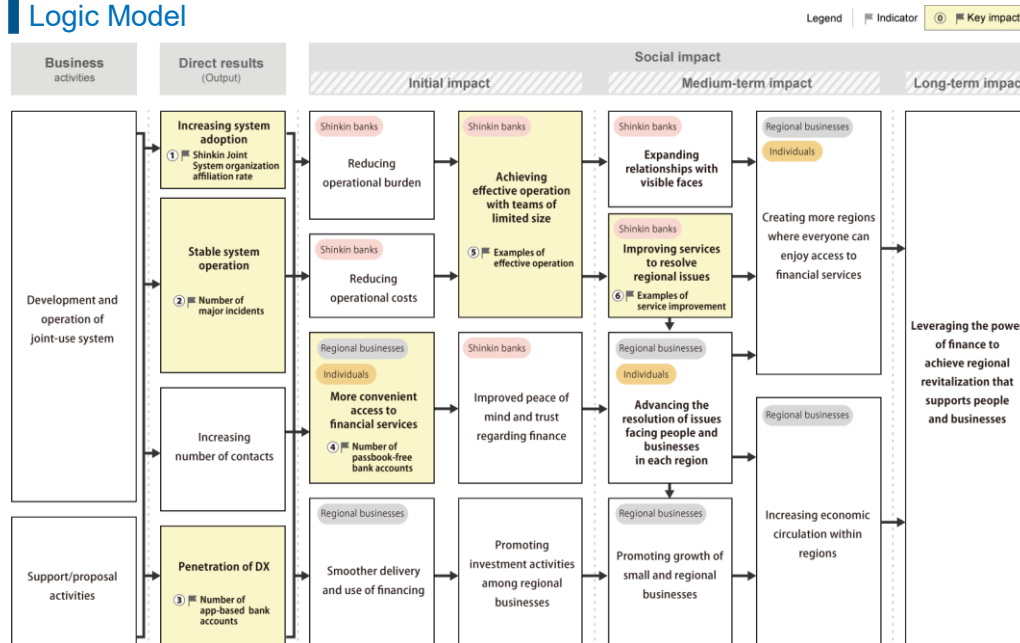 Logic Model
Legend
Indicator
0 Key impact
Business
activities
Direct results
(Output)
Social impact
Initial impact
Medium-term impact
Long-term impac
Development and
operation of
joint-use system
Support/proposal
activities
Increasing system
adoption
① Shinkin Joint
System organization
affiliation rate
Stable system
operation
② Number of
major incidents
Increasing
number of contacts
Penetration of DX
③ Number of
app-based bank
accounts
Shinkin banks
Reducing
operational burden
Shinkin banks
Reducing
operational costs
Regional businesses
Individuals
More convenient
access to
financial services
④ Number of
passbook-free
bank accounts
Regional businesses
Smoother delivery
and use of financing
Shinkin banks
Achieving
effective operation
with teams of
limited size
⑤ Examples of
effective operation
Shinkin banks
Improved peace of
mind and trust
regarding finance
Promoting
investment activities
among regional
businesses
Shinkin banks
Expanding
relationships with
visible faces
Shinkin banks
Improving services
to resolve
regional issues
⑥ Examples of
service improvement
Regional businesses
Individuals
Advancing the
resolution of issues
facing people and
businesses
in each region
Regional businesses
Promoting growth of
small and regional
businesses
Regional businesses
Individuals
Creating more regions
where everyone can
enjoy access to
financial services
Regional businesses
Increasing economic
circulation within
regions
Leveraging the powe
of finance to
achieve regional
revitalization that
supports people
and businesses